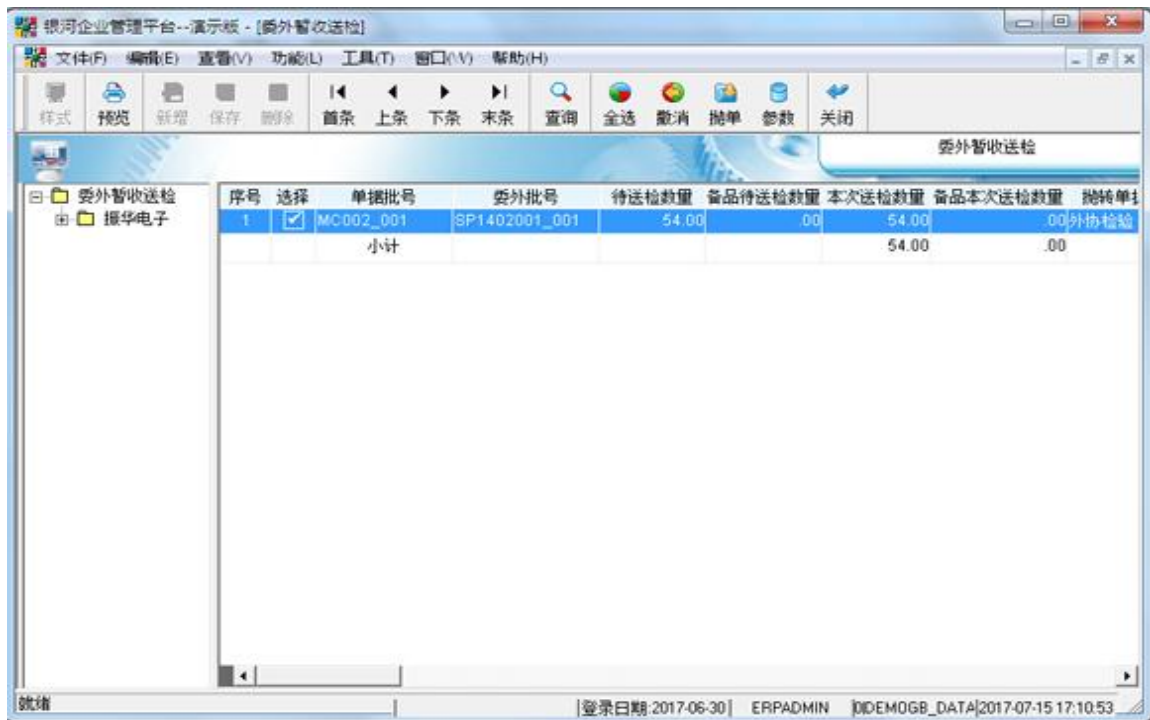 银河企业管理平台--演示版 - [委外暂收送检]
文件(F) 编辑(E) 查看(V) 功能(L) 工具(T) 窗口(W) 帮助(H)
样式 预览 新增 保存 删除 首条 上条 下条 末条 查询 全选 撤消 抛单 参数 关闭
委外暂收送检
委外暂收送检
振华电子
序号 选择 单据批号 委外批号 待送检数量 备品待送检数量 本次送检数量 备品本次送检数量 抛转单
1 MC002_001 SP1402001_001 54.00 .00 54.00 .00 外协检验
小计 54.00 .00
就绪 登录日期:2017-06-30 ERPADMIN DEMOGB_DATA 2017-07-15 17:10:53